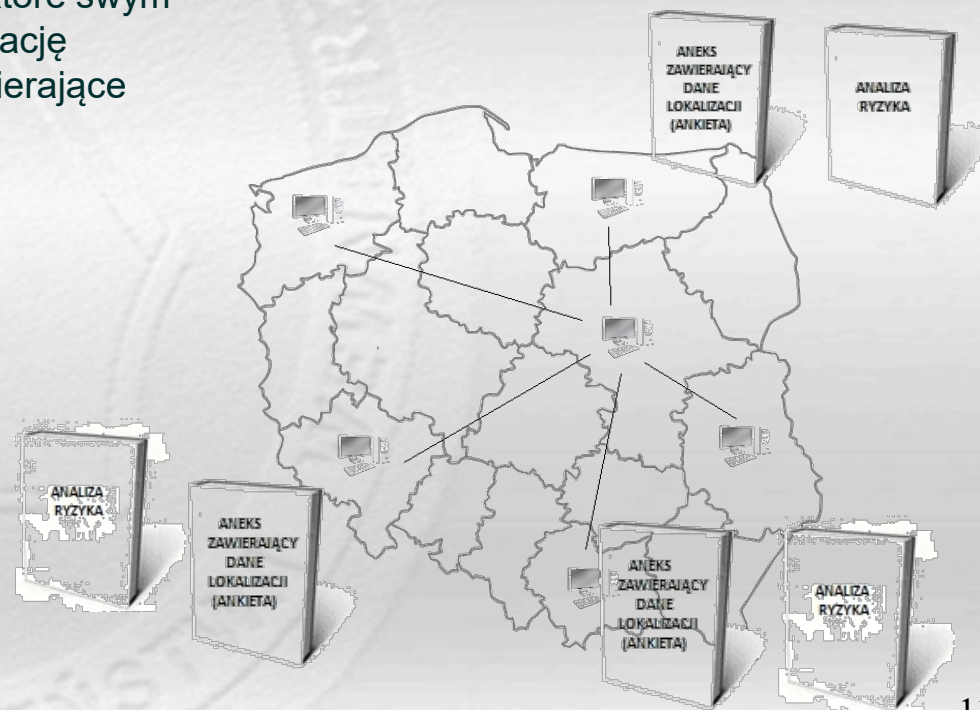 które swym
ację
ierające
ANEKS
ZAWIERAJĄCY
DANE
LOKALIZACJI
(ANKIETA)
ANALIZA
RYZYKA
ANALIZA
RYZYKA
ANEKS
ZAWIERAJĄCY
DANE
LOKALIZACJI
(ANKIETA)
ANEKS
ZAWIERAJĄCY
DANE
LOKALIZACJI
(ANKIETA)
ANALIZA
RYZYKA
1